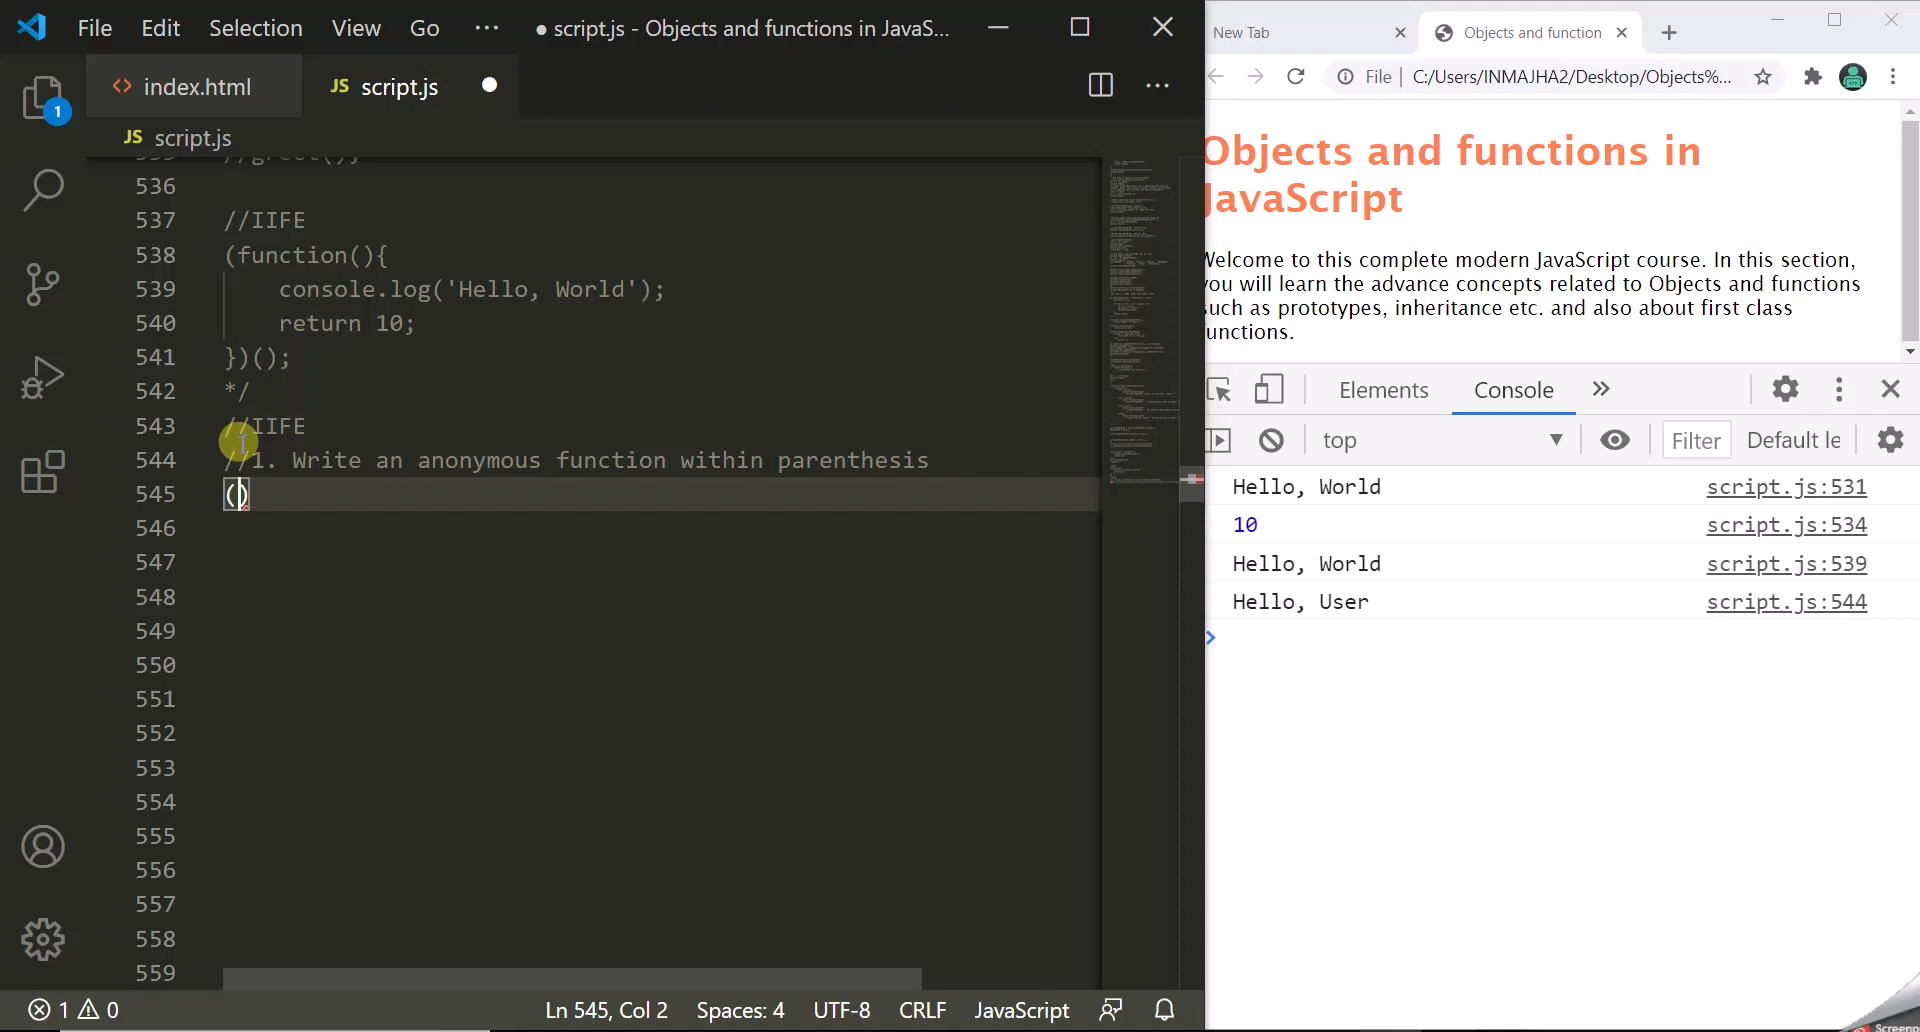 File Edit Selection View Go ··· ● script.js - Objects and functions in JavaS...
index.html
JS script.js
JS script.js
1
535 //greet();
536
537 //IIFE
538 (function(){
539 console.log('Hello, World');
540 return 10;
541 })();
542 */
543 //IIFE
544 //1. Write an anonymous function within parenthesis
545 ()
546
547
548
549
550
551
552
553
554
555
556
557
558
559
1 0 Ln 545, Col 2 Spaces: 4 UTF-8 CRLF JavaScript
New Tab
Objects and function
File C:/Users/INMAJHA2/Desktop/Objects%...
Objects and functions in
JavaScript
Welcome to this complete modern JavaScript course. In this section,
you will learn the advance concepts related to Objects and functions
such as prototypes, inheritance etc. and also about first class
functions.
Elements Console
top Filter Default le
Hello, World script.js:531
10 script.js:534
Hello, World script.js:539
Hello, User script.js:544